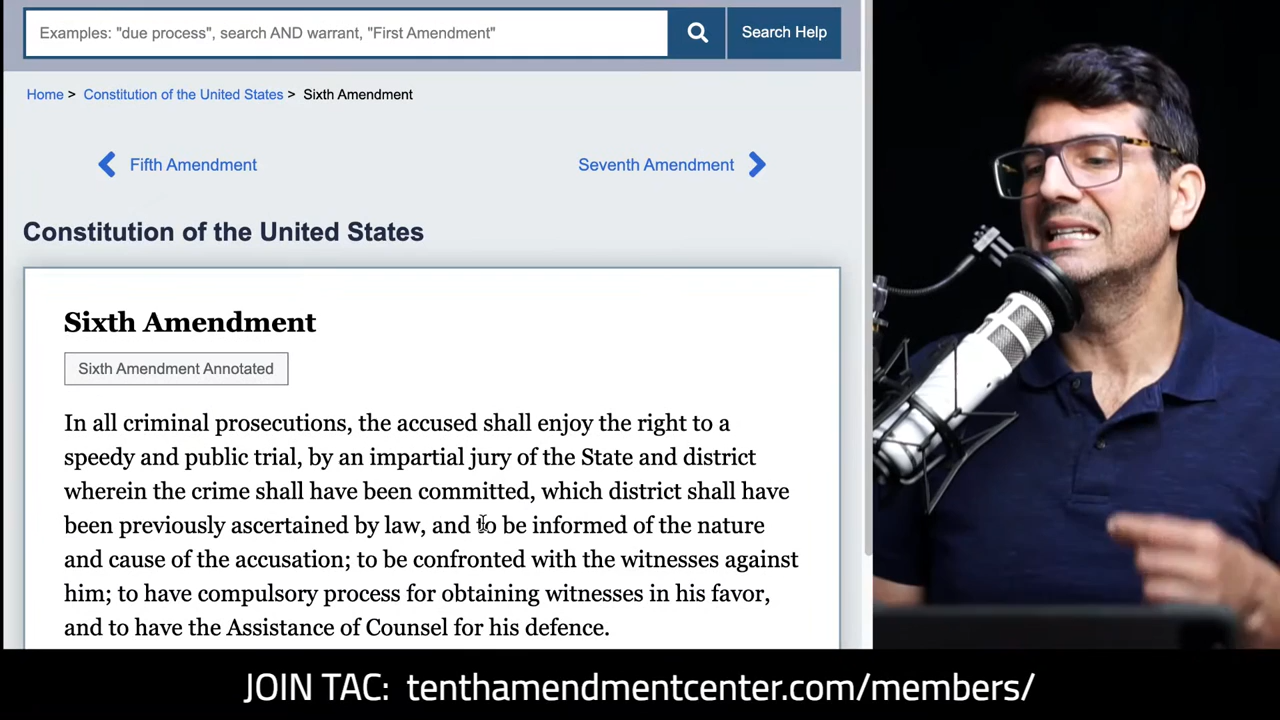 Examples: "due process", search AND warrant, "First Amendment"
Search Help
Home > Constitution of the United States > Sixth Amendment
Fifth Amendment
Seventh Amendment
Constitution of the United States
Sixth Amendment
Sixth Amendment Annotated
In all criminal prosecutions, the accused shall enjoy the right to a
speedy and public trial, by an impartial jury of the State and district
wherein the crime shall have been committed, which district shall have
been previously ascertained by law, and to be informed of the nature
and cause of the accusation; to be confronted with the witnesses against
him; to have compulsory process for obtaining witnesses in his favor,
and to have the Assistance of Counsel for his defence.
JOIN TAC: tenthamendmentcenter.com/members/